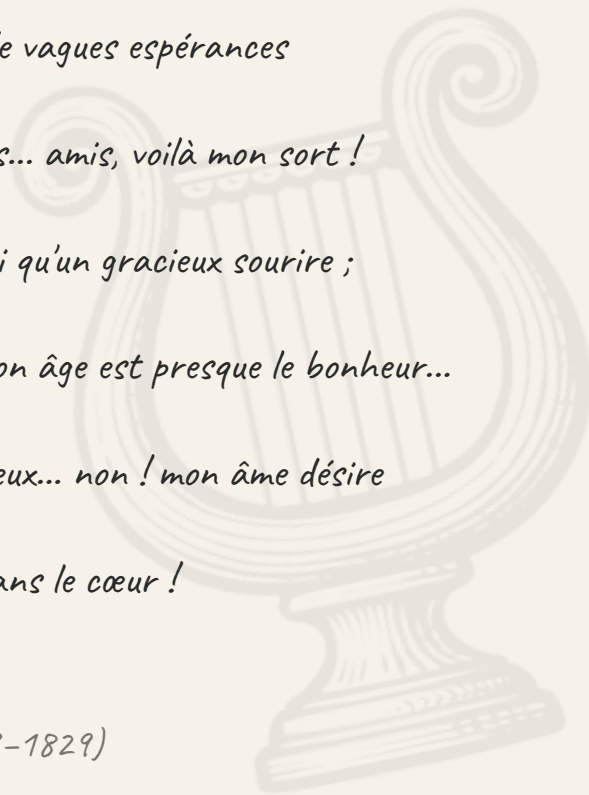 e vagues espérances
s... amis, voilà mon sort !
i qu'un gracieux sourire ;
on âge est presque le bonheur...
eux... non ! mon âme désire
ans le cœur !
–1829)